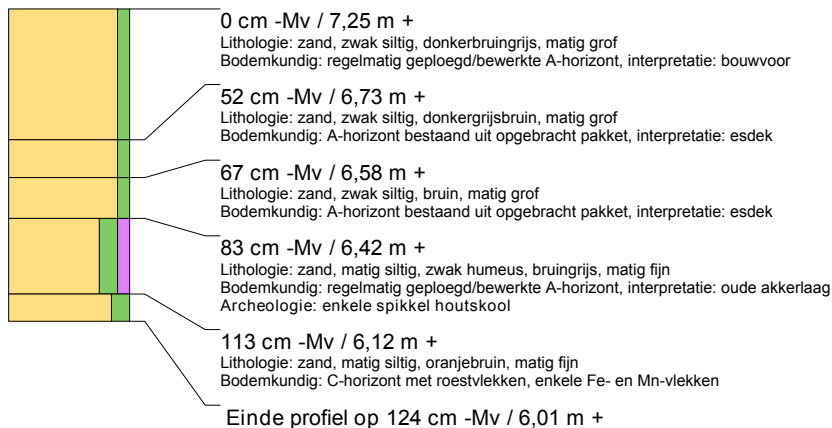 0 cm -Mv / 7,25 m +
Lithologie: zand, zwak siltig, donkerbruingrijs, matig grof
Bodemkundig: regelmatig geploegd/bewerkte A-horizont, interpretatie: bouwvoor
52 cm -Mv / 6,73 m +
Lithologie: zand, zwak siltig, donkergrijsbruin, matig grof
Bodemkundig: A-horizont bestaand uit opgebracht pakket, interpretatie: esdek
67 cm -Mv / 6,58 m +
Lithologie: zand, zwak siltig, bruin, matig grof
Bodemkundig: A-horizont bestaand uit opgebracht pakket, interpretatie: esdek
83 cm -Mv / 6,42 m +
Lithologie: zand, matig siltig, zwak humeus, bruingrijs, matig fijn
Bodemkundig: regelmatig geploegd/bewerkte A-horizont, interpretatie: oude akkerlaag
Archeologie: enkele spikkel houtskool
113 cm -Mv / 6,12 m +
Lithologie: zand, matig siltig, oranjebruin, matig fijn
Bodemkundig: C-horizont met roestvlekken, enkele Fe- en Mn-vlekken
Einde profiel op 124 cm -Mv / 6,01 m +